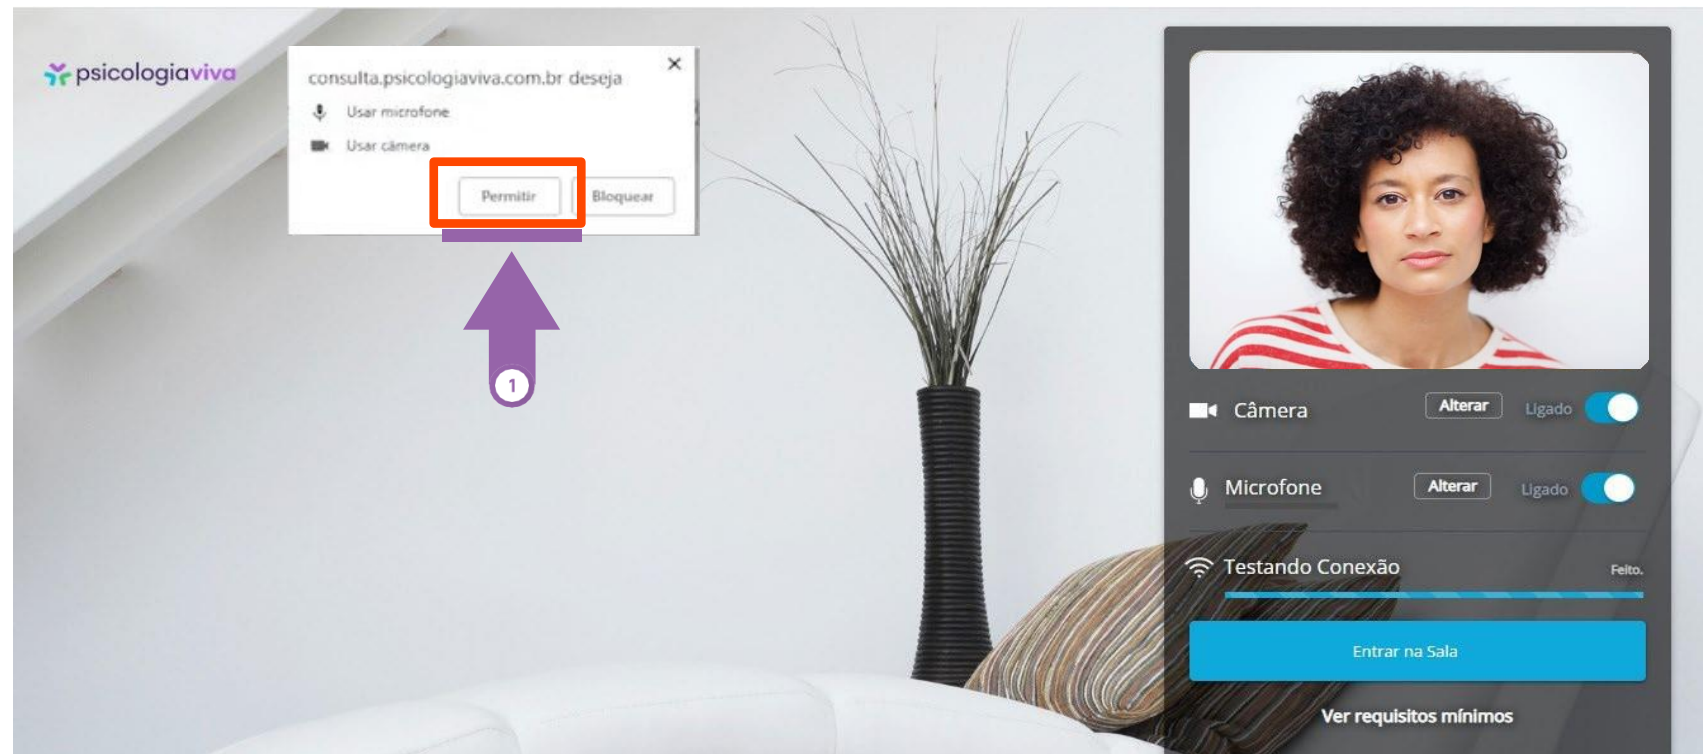 psicologiaviva
consulta.psicologiaviva.com.br deseja
Usar microfone
Usar câmera
Permitir
Bloquear
1
Câmera
Alterar
Ligado
Microfone
Alterar
Ligado
Testando Conexão
Feito.
Entrar na Sala
Ver requisitos mínimos